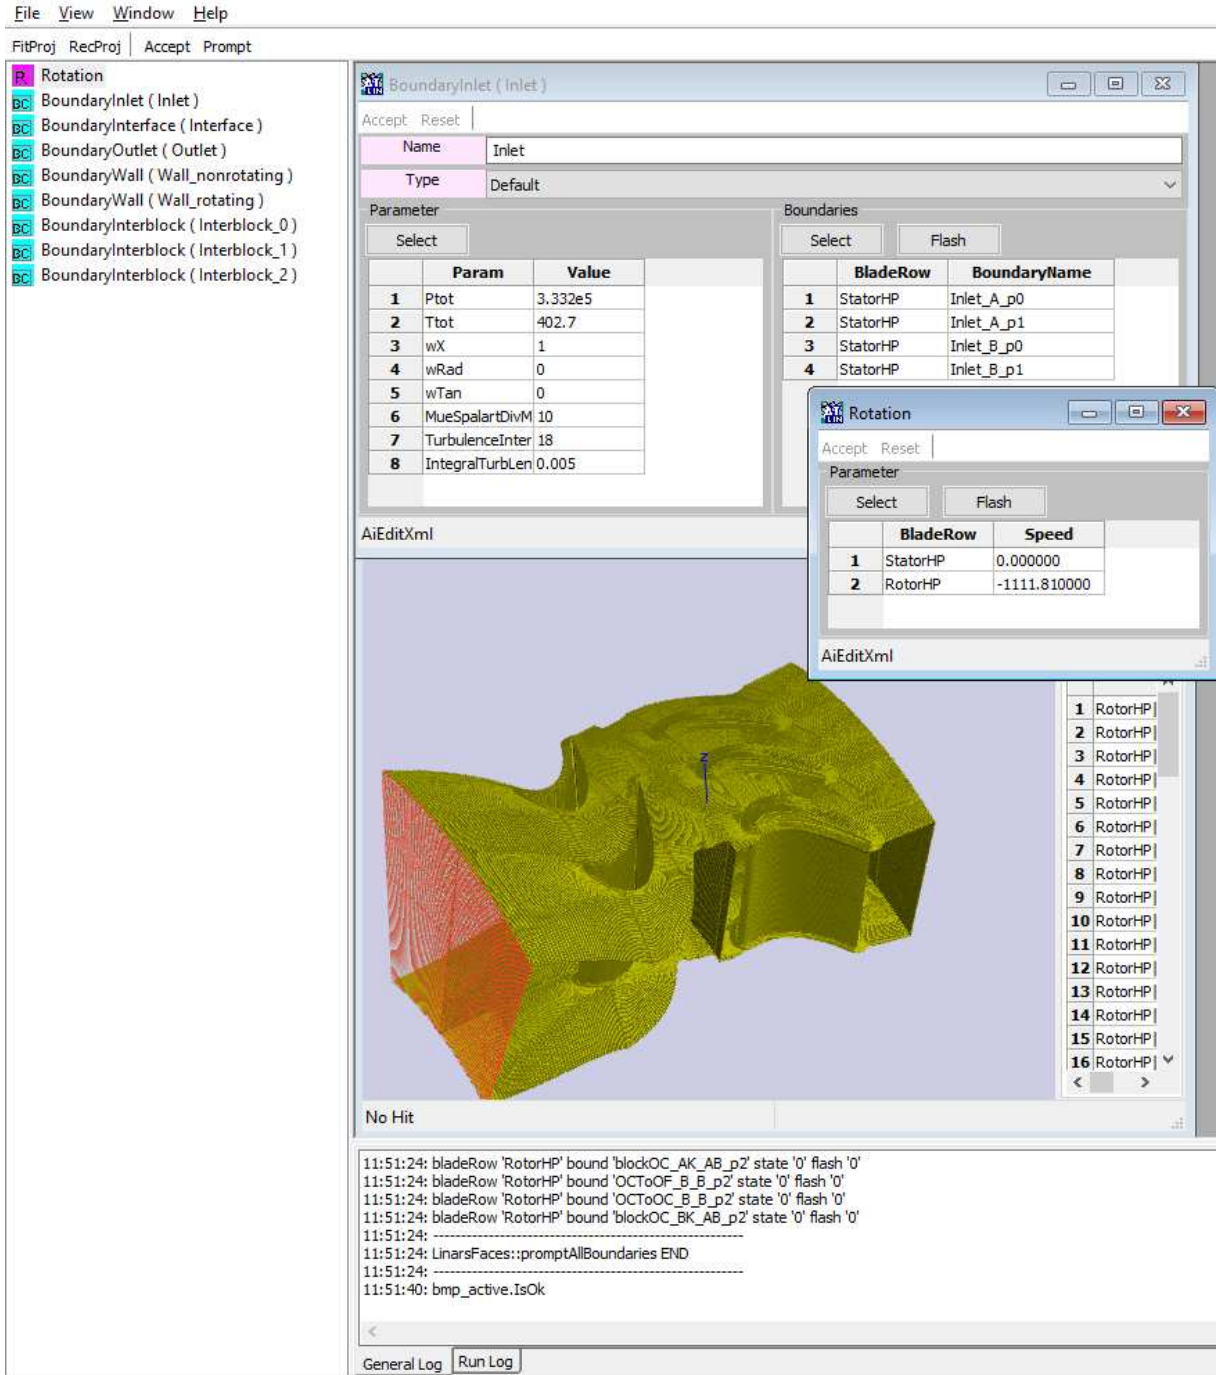 File View Window Help
FitProj RecProj Accept Prompt
R Rotation
BC BoundaryInlet ( Inlet )
BC BoundaryInterface ( Interface )
BC BoundaryOutlet ( Outlet )
BC BoundaryWall ( Wall_nonrotating )
BC BoundaryWall ( Wall_rotating )
BC BoundaryInterblock ( Interblock_0 )
BC BoundaryInterblock ( Interblock_1 )
BC BoundaryInterblock ( Interblock_2 )
BoundaryInlet ( Inlet )
Accept Reset
Name Inlet
Type Default
Parameter
Select
Param Value
1 Ptot 3.332e5
2 Ttot 402.7
3 wX 1
4 wRad 0
5 wTan 0
6 MueSpalartDivM 10
7 TurbulenceInter 18
8 IntegralTurbLen 0.005
Boundaries
Select Flash
BladeRow BoundaryName
1 StatorHP Inlet_A_p0
2 StatorHP Inlet_A_p1
3 StatorHP Inlet_B_p0
4 StatorHP Inlet_B_p1
AiEditXml
Rotation
Accept Reset
Parameter
Select Flash
BladeRow Speed
1 StatorHP 0.000000
2 RotorHP -1111.810000
AiEditXml
Z
1 RotorHP|
2 RotorHP|
3 RotorHP|
4 RotorHP|
5 RotorHP|
6 RotorHP|
7 RotorHP|
8 RotorHP|
9 RotorHP|
10 RotorHP|
11 RotorHP|
12 RotorHP|
13 RotorHP|
14 RotorHP|
15 RotorHP|
16 RotorHP|
No Hit
11:51:24: bladeRow 'RotorHP' bound 'blockOC_AK_AB_p2' state '0' flash '0'
11:51:24: bladeRow 'RotorHP' bound 'OCToOF_B_B_p2' state '0' flash '0'
11:51:24: bladeRow 'RotorHP' bound 'OCToOC_B_B_p2' state '0' flash '0'
11:51:24: bladeRow 'RotorHP' bound 'blockOC_BK_AB_p2' state '0' flash '0'
11:51:24: --------------------------------------------------------
11:51:24: LinarsFaces::promptAllBoundaries END
11:51:24: --------------------------------------------------------
11:51:40: bmp_active.IsOk
General Log Run Log